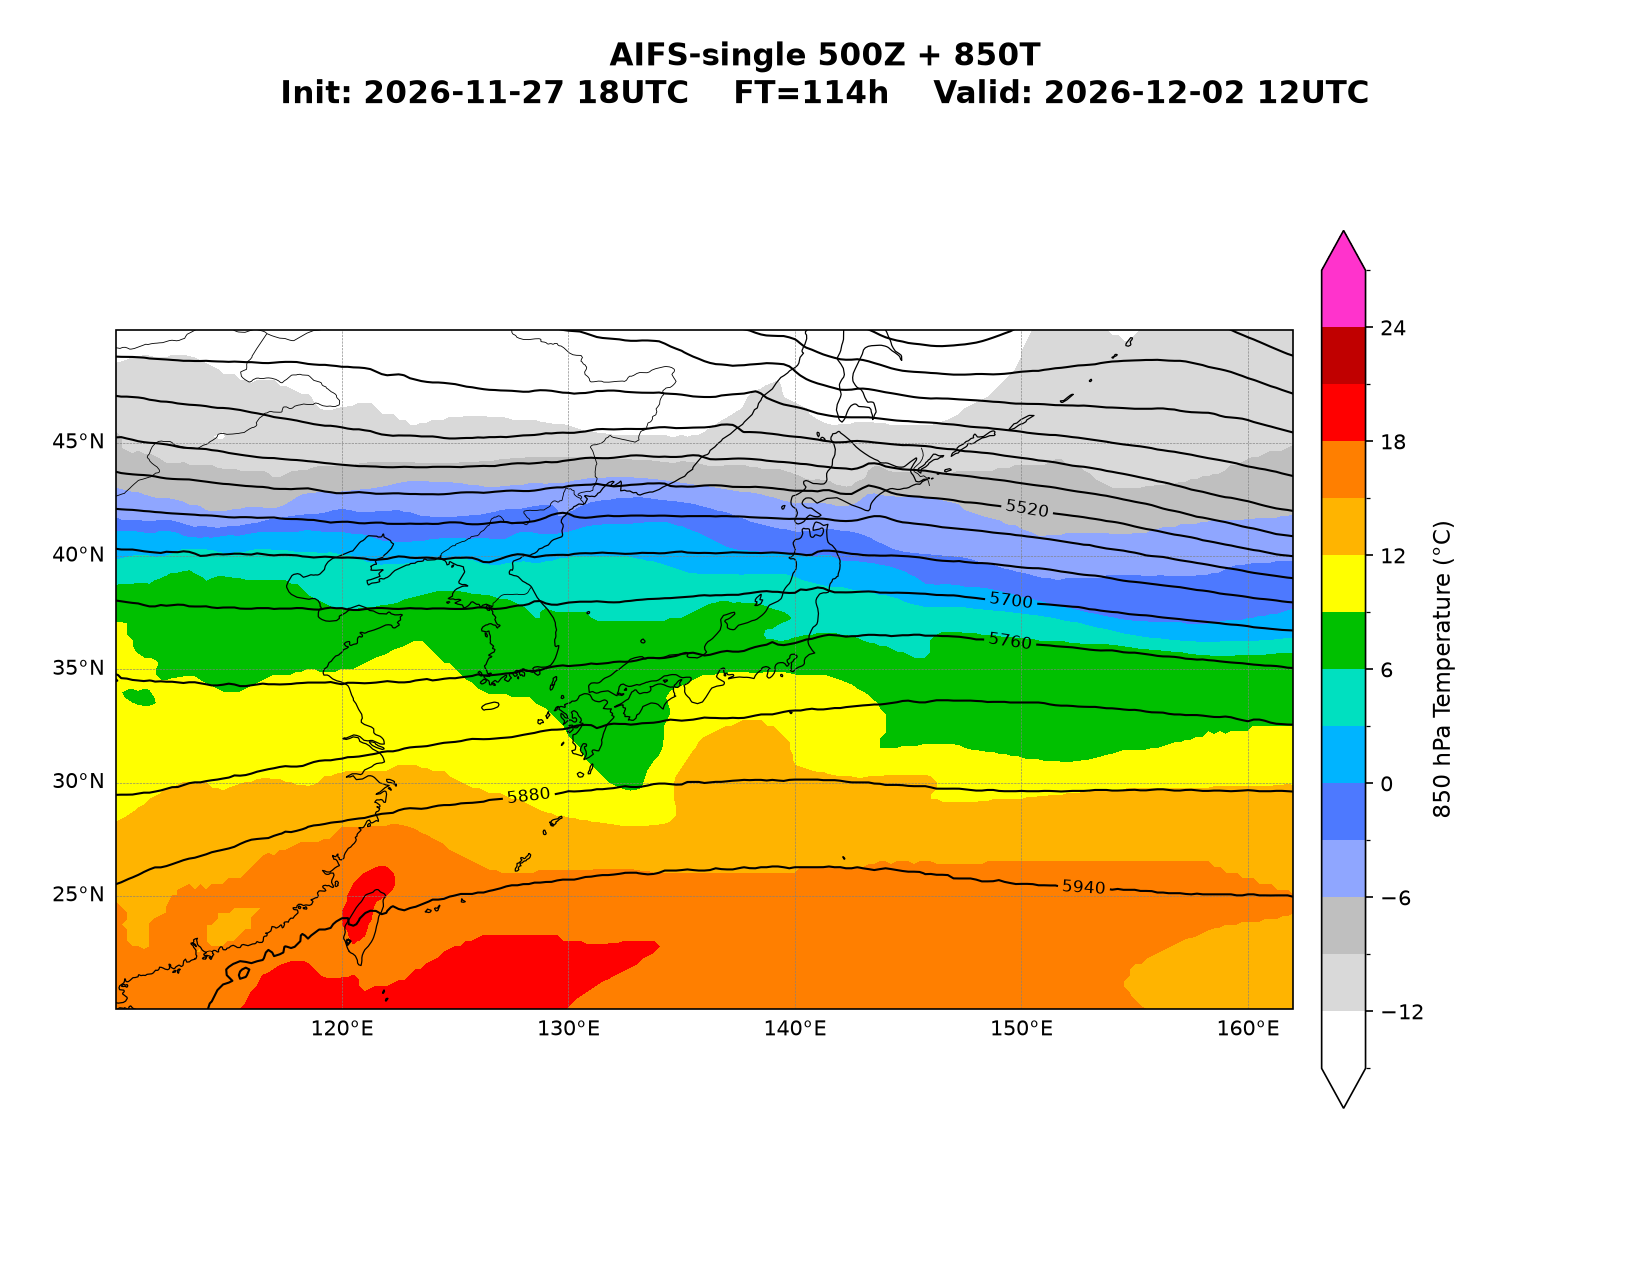 AIFS-single 500Z + 850T
Init: 2026-11-27 18UTC    FT=114h    Valid: 2026-12-02 12UTC
45°N
40°N
35°N
30°N
25°N
120°E
130°E
140°E
150°E
160°E
5520
5700
5760
5880
5940
24
18
12
6
0
−6
−12
850 hPa Temperature (°C)